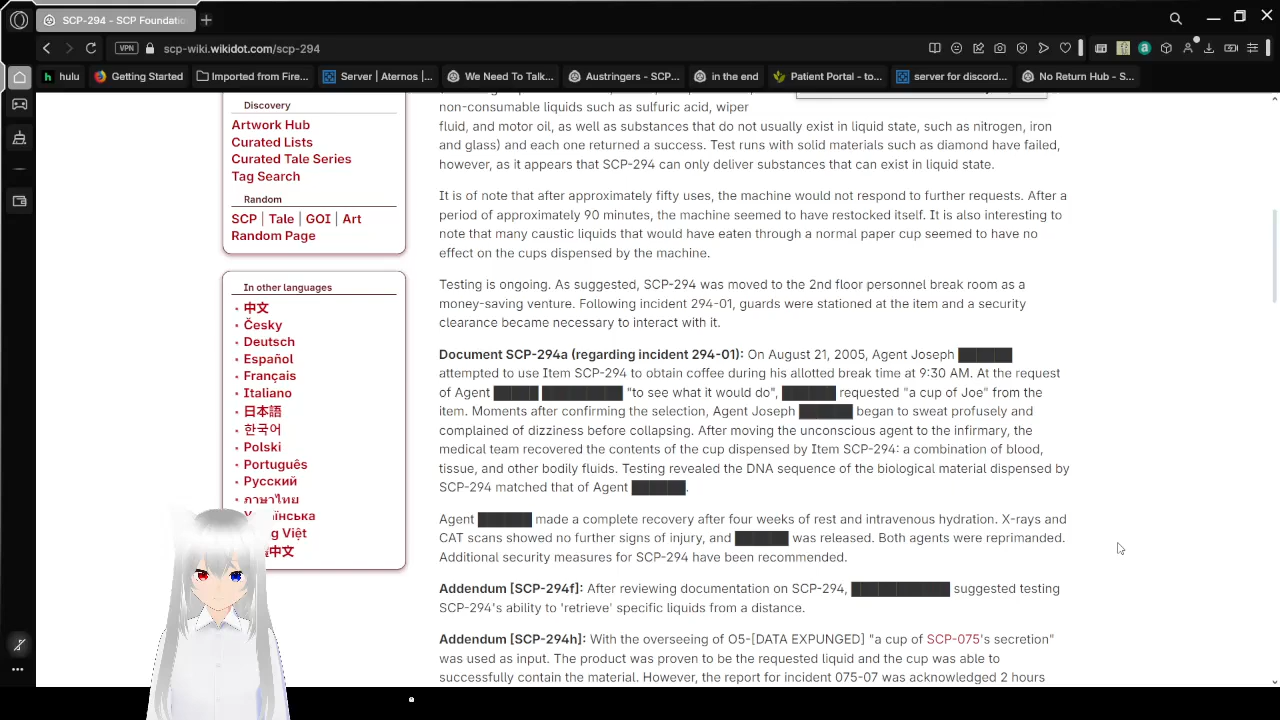 SCP-294 - SCP Foundatio
scp-wiki.wikidot.com/scp-294
VPN
hulu
Getting Started
Imported from Fire...
Server | Aternos |...
We Need To Talk...
Austringers - SCP...
in the end
Patient Portal - to...
server for discord...
No Return Hub - S...
Discovery
Artwork Hub
Curated Lists
Curated Tale Series
Tag Search
Random
SCP | Tale | GOI | Art
Random Page
In other languages
中文
Česky
Deutsch
Español
Français
Italiano
日本語
한국어
Polski
Português
Русский
ภาษาไทย
Українська
g Việt
中文
non-consumable liquids such as sulfuric acid, wiper
fluid, and motor oil, as well as substances that do not usually exist in liquid state, such as nitrogen, iron
and glass) and each one returned a success. Test runs with solid materials such as diamond have failed,
however, as it appears that SCP-294 can only deliver substances that can exist in liquid state.
It is of note that after approximately fifty uses, the machine would not respond to further requests. After a
period of approximately 90 minutes, the machine seemed to have restocked itself. It is also interesting to
note that many caustic liquids that would have eaten through a normal paper cup seemed to have no
effect on the cups dispensed by the machine.
Testing is ongoing. As suggested, SCP-294 was moved to the 2nd floor personnel break room as a
money-saving venture. Following incident 294-01, guards were stationed at the item and a security
clearance became necessary to interact with it.
Document SCP-294a (regarding incident 294-01): On August 21, 2005, Agent Joseph ██████
attempted to use Item SCP-294 to obtain coffee during his allotted break time at 9:30 AM. At the request
of Agent █████ █████████ "to see what it would do", ██████ requested "a cup of Joe" from the
item. Moments after confirming the selection, Agent Joseph ██████ began to sweat profusely and
complained of dizziness before collapsing. After moving the unconscious agent to the infirmary, the
medical team recovered the contents of the cup dispensed by Item SCP-294: a combination of blood,
tissue, and other bodily fluids. Testing revealed the DNA sequence of the biological material dispensed by
SCP-294 matched that of Agent ██████.
Agent ██████ made a complete recovery after four weeks of rest and intravenous hydration. X-rays and
CAT scans showed no further signs of injury, and ██████ was released. Both agents were reprimanded.
Additional security measures for SCP-294 have been recommended.
Addendum [SCP-294f]: After reviewing documentation on SCP-294, ███████████ suggested testing
SCP-294's ability to 'retrieve' specific liquids from a distance.
Addendum [SCP-294h]: With the overseeing of O5-[DATA EXPUNGED] "a cup of SCP-075's secretion"
was used as input. The product was proven to be the requested liquid and the cup was able to
successfully contain the material. However, the report for incident 075-07 was acknowledged 2 hours